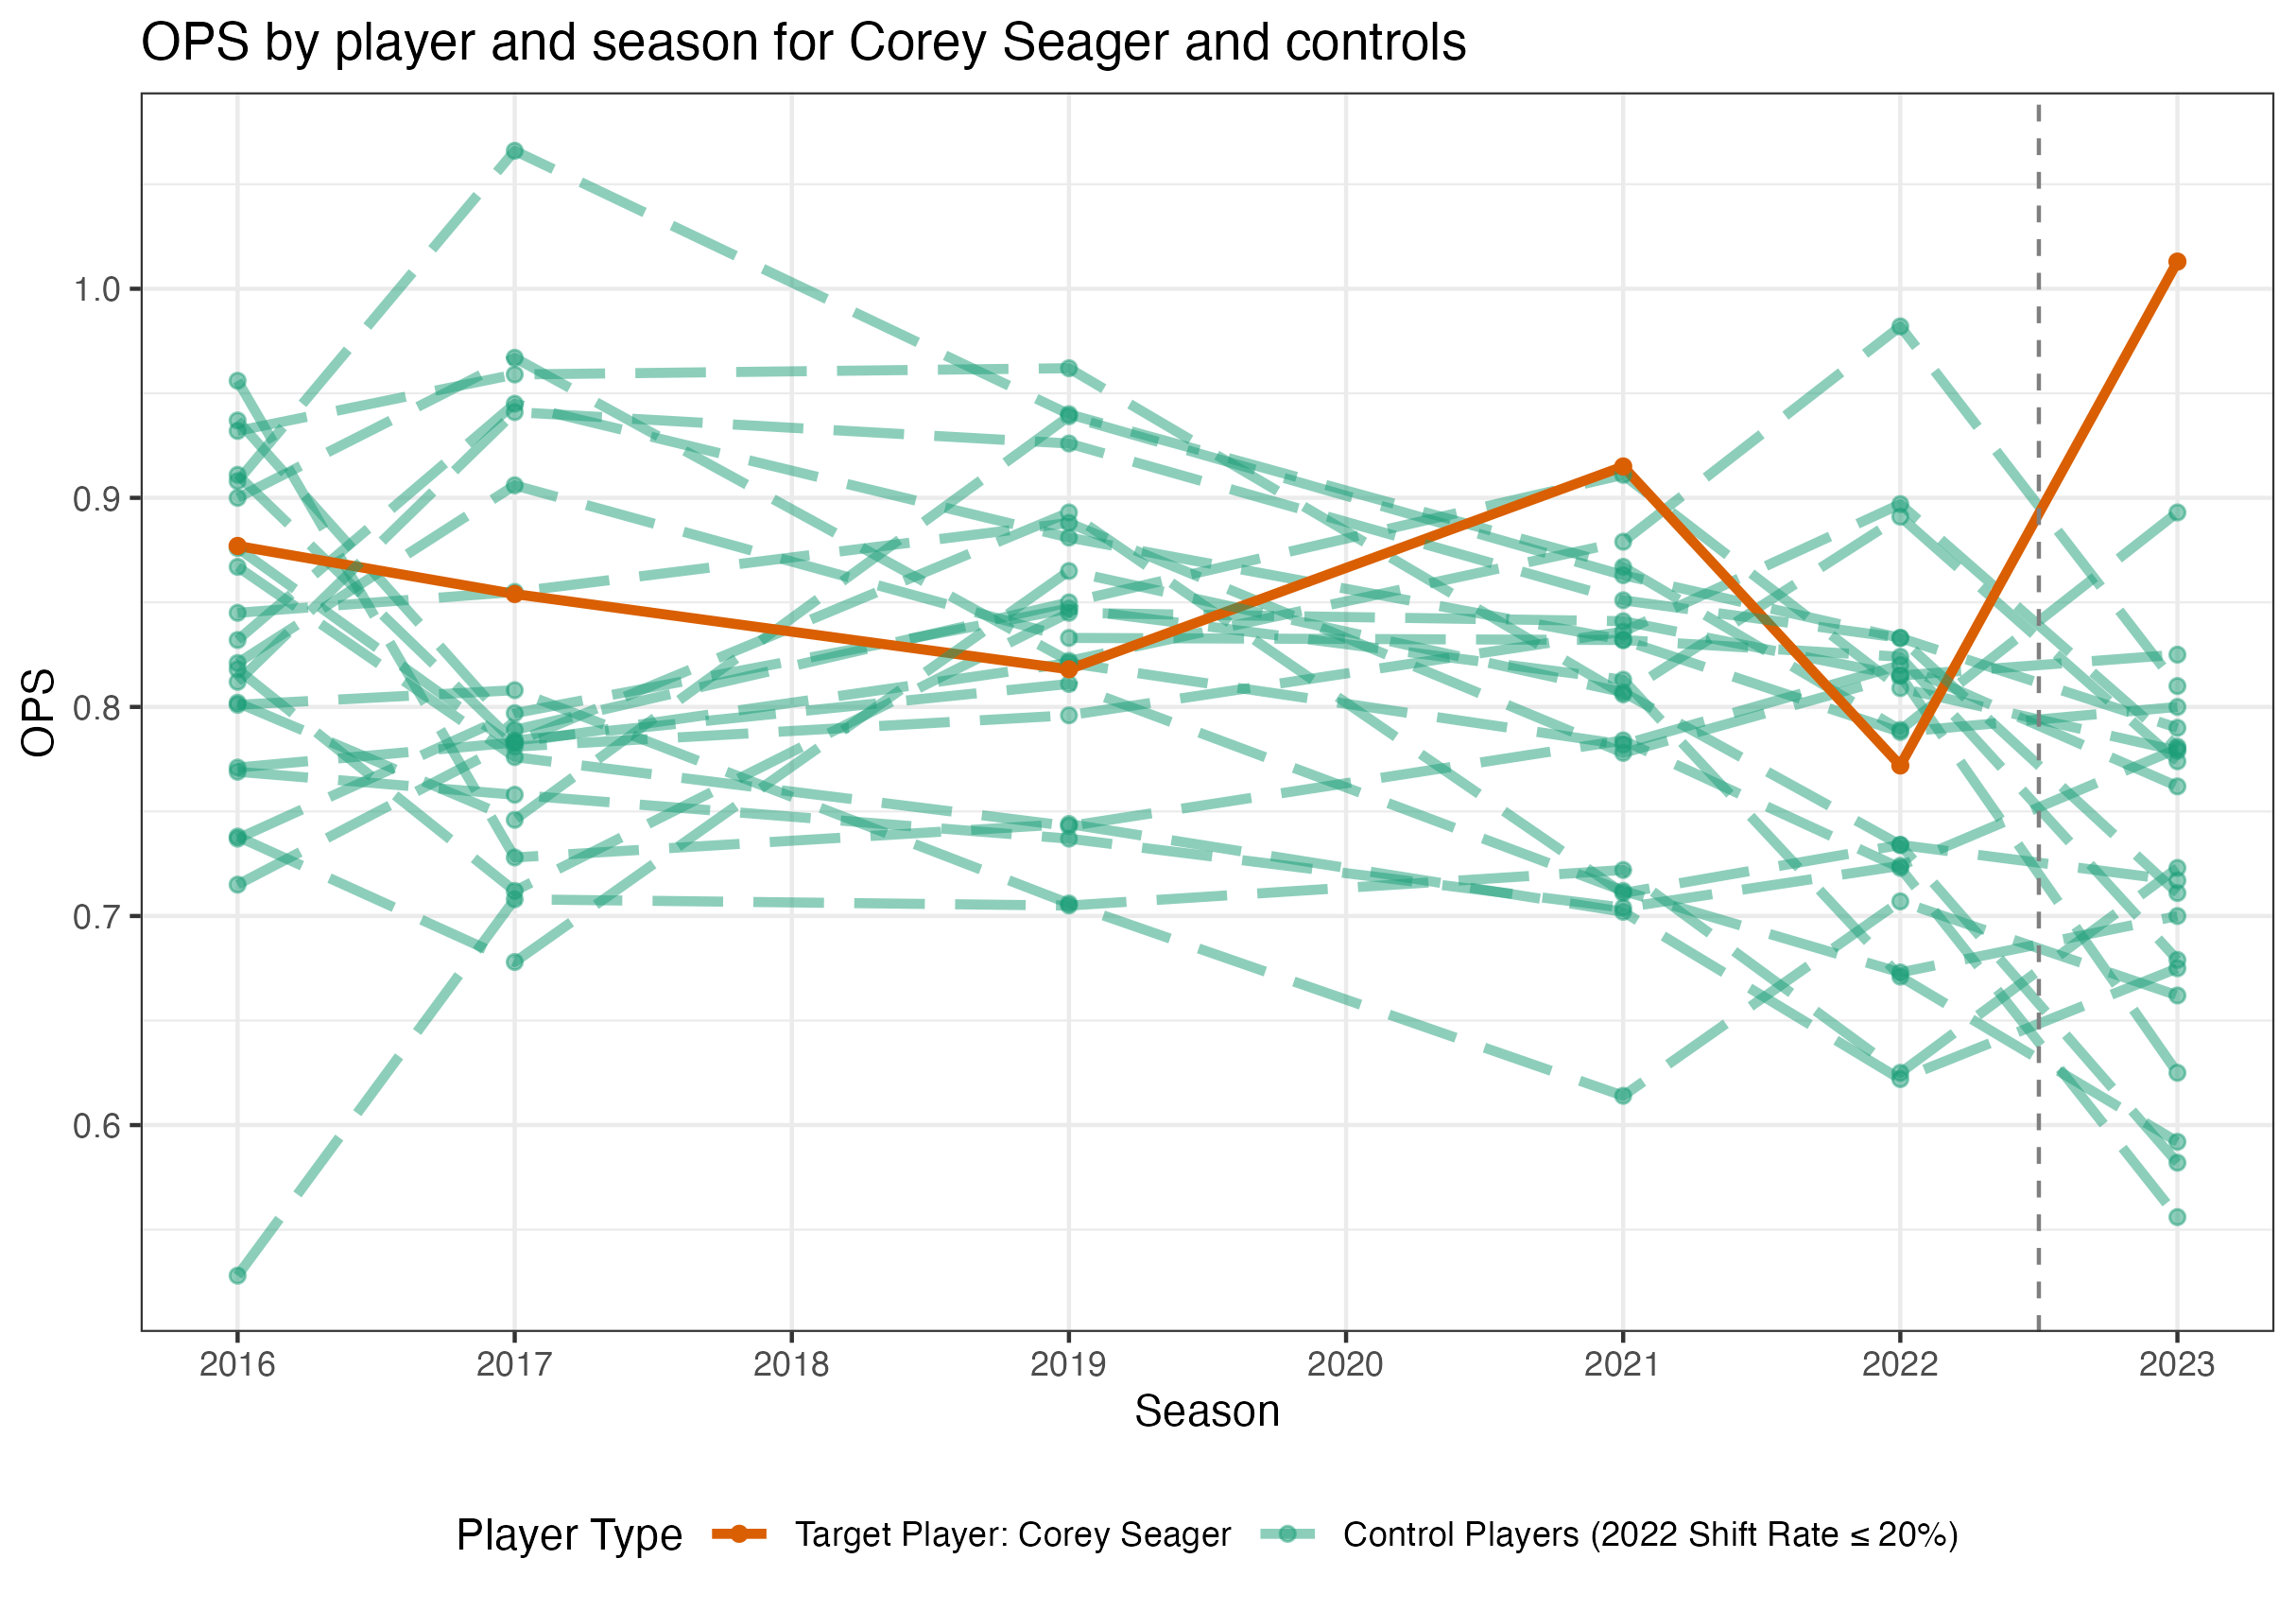 OPS by player and season for Corey Seager and controls
OPS
1.0
0.9
0.8
0.7
0.6
2016 2017 2018 2019 2020 2021 2022 2023
Season
Player Type Target Player: Corey Seager Control Players (2022 Shift Rate ≤ 20%)